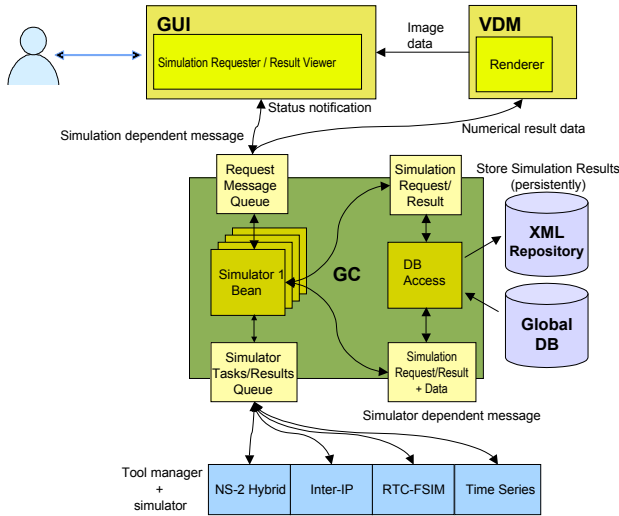 GUI
VDM
Simulation Requester / Result Viewer
Image
data
Renderer
Status notification
Simulation dependent message
Numerical result data
Request
Message
Queue
Simulation
Request/
Result
Store Simulation Results
(persistently)
XML
Repository
Simulator 1
Bean
GC
DB
Access
Global
DB
Simulator
Tasks/Results
Queue
Simulation
Request/Result
+ Data
Simulator dependent message
Tool manager
+
simulator
NS-2 Hybrid
Inter-IP
RTC-FSIM
Time Series